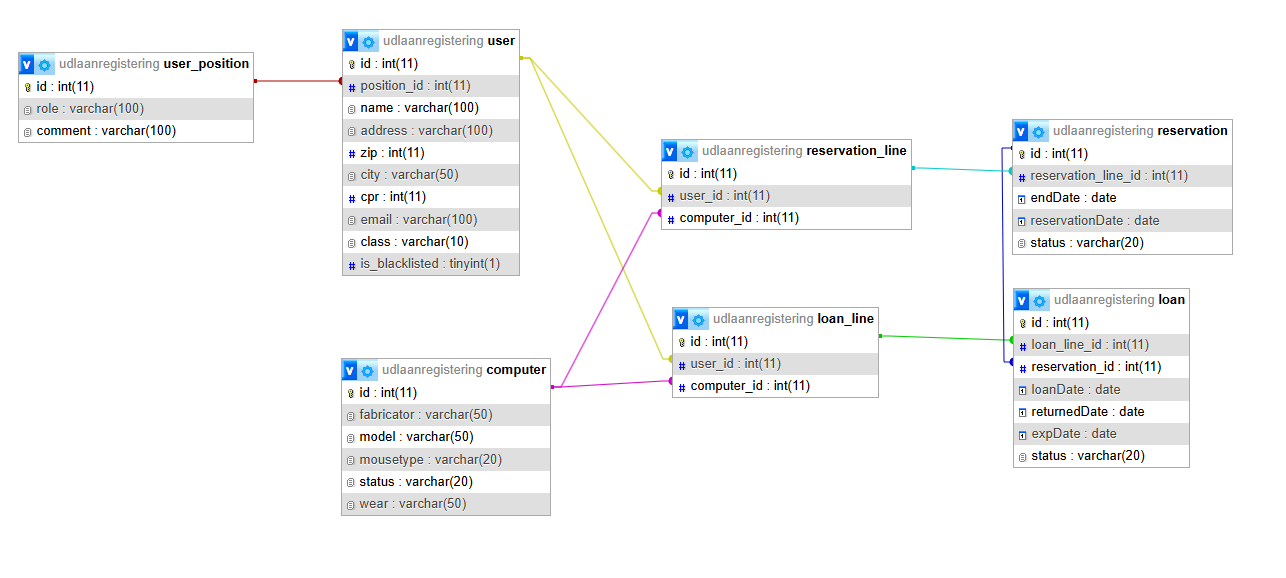 udlaanregistering user_position
id : int(11)
role : varchar(100)
comment : varchar(100)
udlaanregistering user
id : int(11)
position_id : int(11)
name : varchar(100)
address : varchar(100)
zip : int(11)
city : varchar(50)
cpr : int(11)
email : varchar(100)
class : varchar(10)
is_blacklisted : tinyint(1)
udlaanregistering computer
id : int(11)
fabricator : varchar(50)
model : varchar(50)
mousetype : varchar(20)
status : varchar(20)
wear : varchar(50)
udlaanregistering reservation_line
id : int(11)
user_id : int(11)
computer_id : int(11)
udlaanregistering loan_line
id : int(11)
user_id : int(11)
computer_id : int(11)
udlaanregistering reservation
id : int(11)
reservation_line_id : int(11)
endDate : date
reservationDate : date
status : varchar(20)
udlaanregistering loan
id : int(11)
loan_line_id : int(11)
reservation_id : int(11)
loanDate : date
returnedDate : date
expDate : date
status : varchar(20)